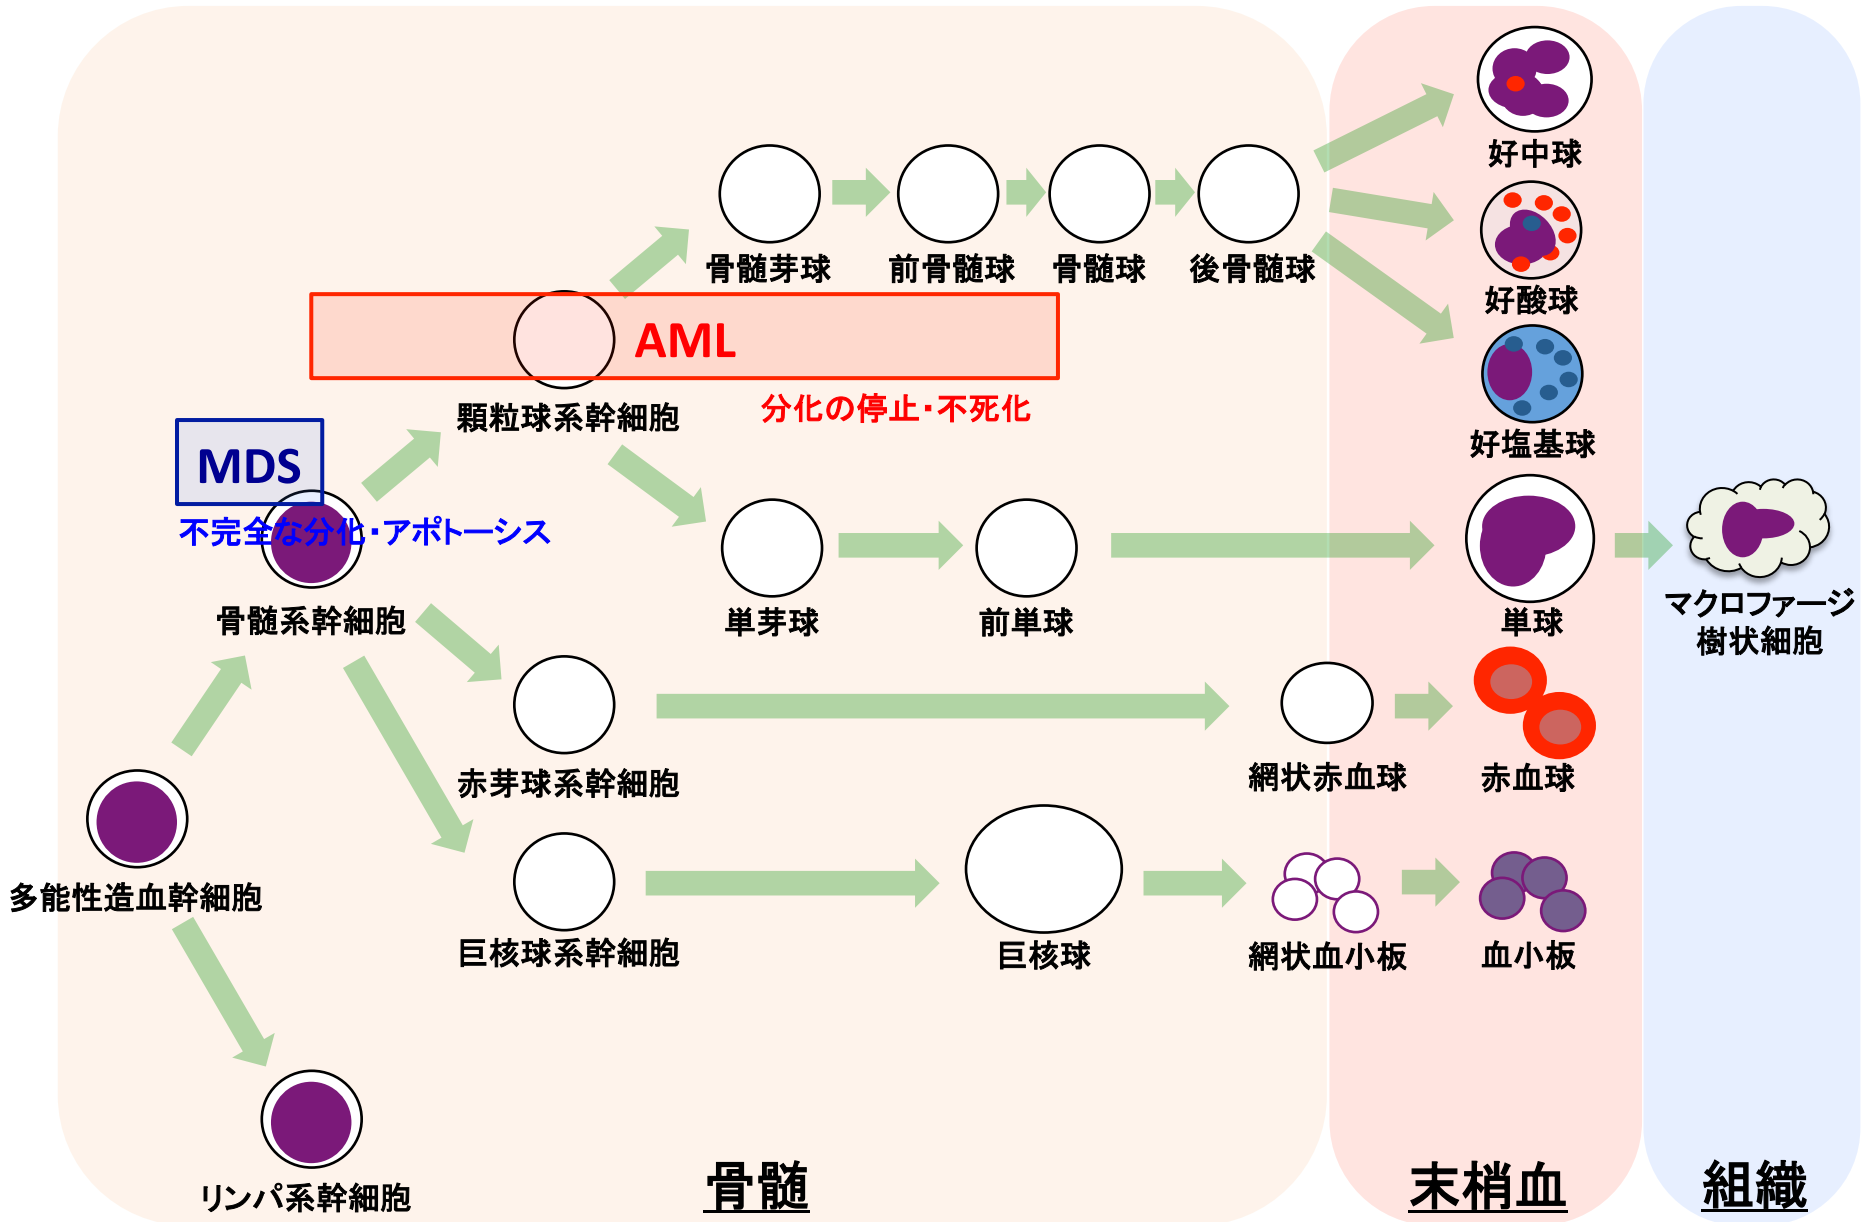 好中球
骨髄芽球
前骨髄球
骨髄球
後骨髄球
好酸球
AML
顆粒球系幹細胞
分化の停止・不死化
好塩基球
MDS
不完全な分化・アポトーシス
骨髄系幹細胞
単芽球
前単球
単球
マクロファージ
樹状細胞
赤芽球系幹細胞
網状赤血球
赤血球
多能性造血幹細胞
巨核球系幹細胞
巨核球
網状血小板
血小板
リンパ系幹細胞
骨髄
末梢血
組織